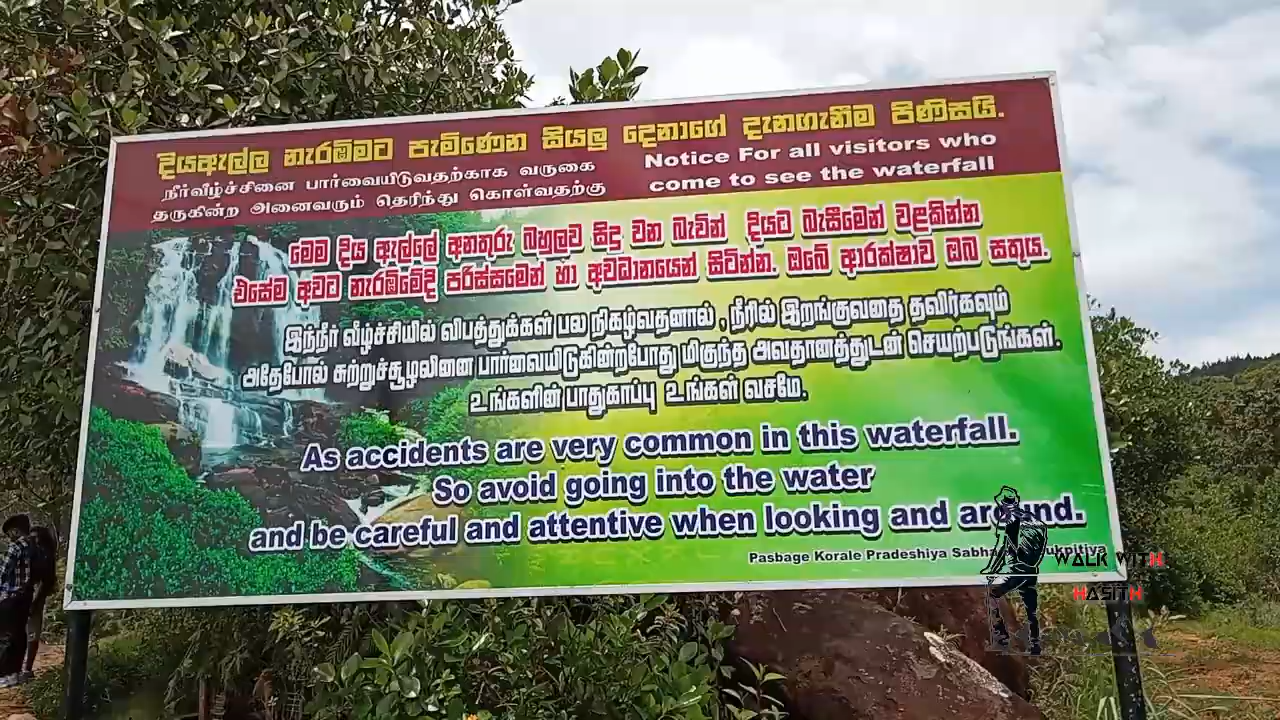 දියඇල්ල නැරඹීමට පැමිණෙන සියලු දෙනාගේ දැනගැනීම පිණිසයි.
நீர்வீழ்ச்சினை பார்வையிடுவதற்காக வருகை
தருகின்ற அனைவரும் தெரிந்து கொள்வதற்கு
Notice For all visitors who
come to see the waterfall
මෙම දිය ඇල්ලේ අනතුරු බහුලව සිදු වන බැවින් දියට බැසීමෙන් වළකින්න
එසේම අවට නැරඹීමේදි පරිස්සමෙන් හා අවධානයෙන් සිටින්න. ඔබේ ආරක්ෂාව ඔබ සතුය.
இந்நீர் வீழ்ச்சியில் விபத்துக்கள் பல நிகழ்வதனால் , நீரில் இறங்குவதை தவிர்கவும்
அதேபோல் சுற்றுச்சூழலினை பார்வையிடுகின்றபோது மிகுந்த அவதானத்துடன் செயற்படுங்கள்.
உங்களின் பாதுகாப்பு உங்கள் வசமே.
As accidents are very common in this waterfall.
So avoid going into the water
and be careful and attentive when looking and around.
Pasbage Korale Pradeshiya Sabha
WALK WITH
HASITH